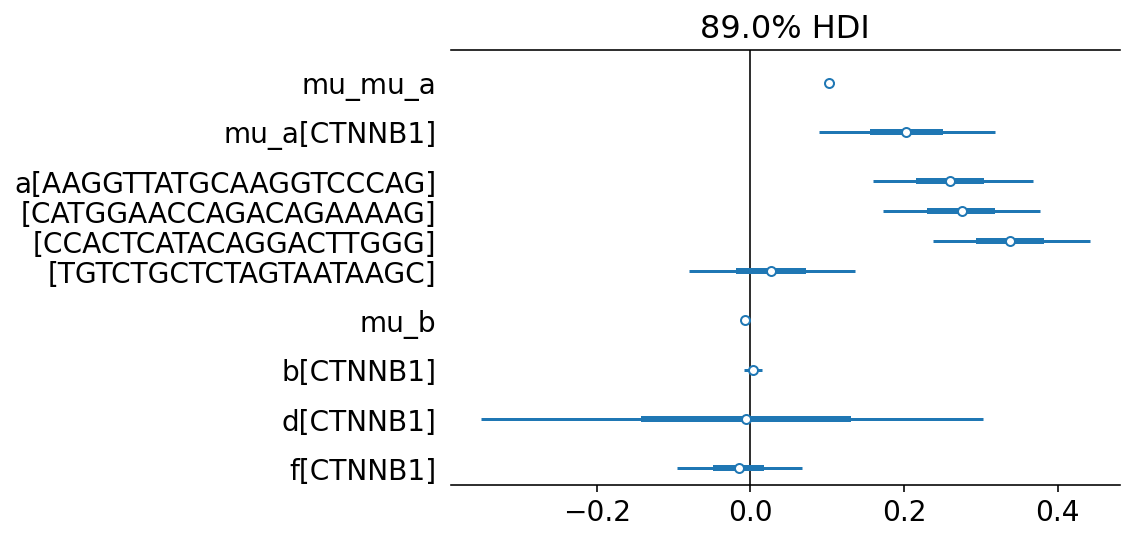 89.0% HDI
mu_mu_a
mu_a[CTNNB1]
a[AAGGTTATGCAAGGTCCCAG]
[CATGGAACCAGACAGAAAAG]
[CCACTCATACAGGACTTGGG]
[TGTCTGCTCTAGTAATAAGC]
mu_b
b[CTNNB1]
d[CTNNB1]
f[CTNNB1]
−0.2 0.0 0.2 0.4